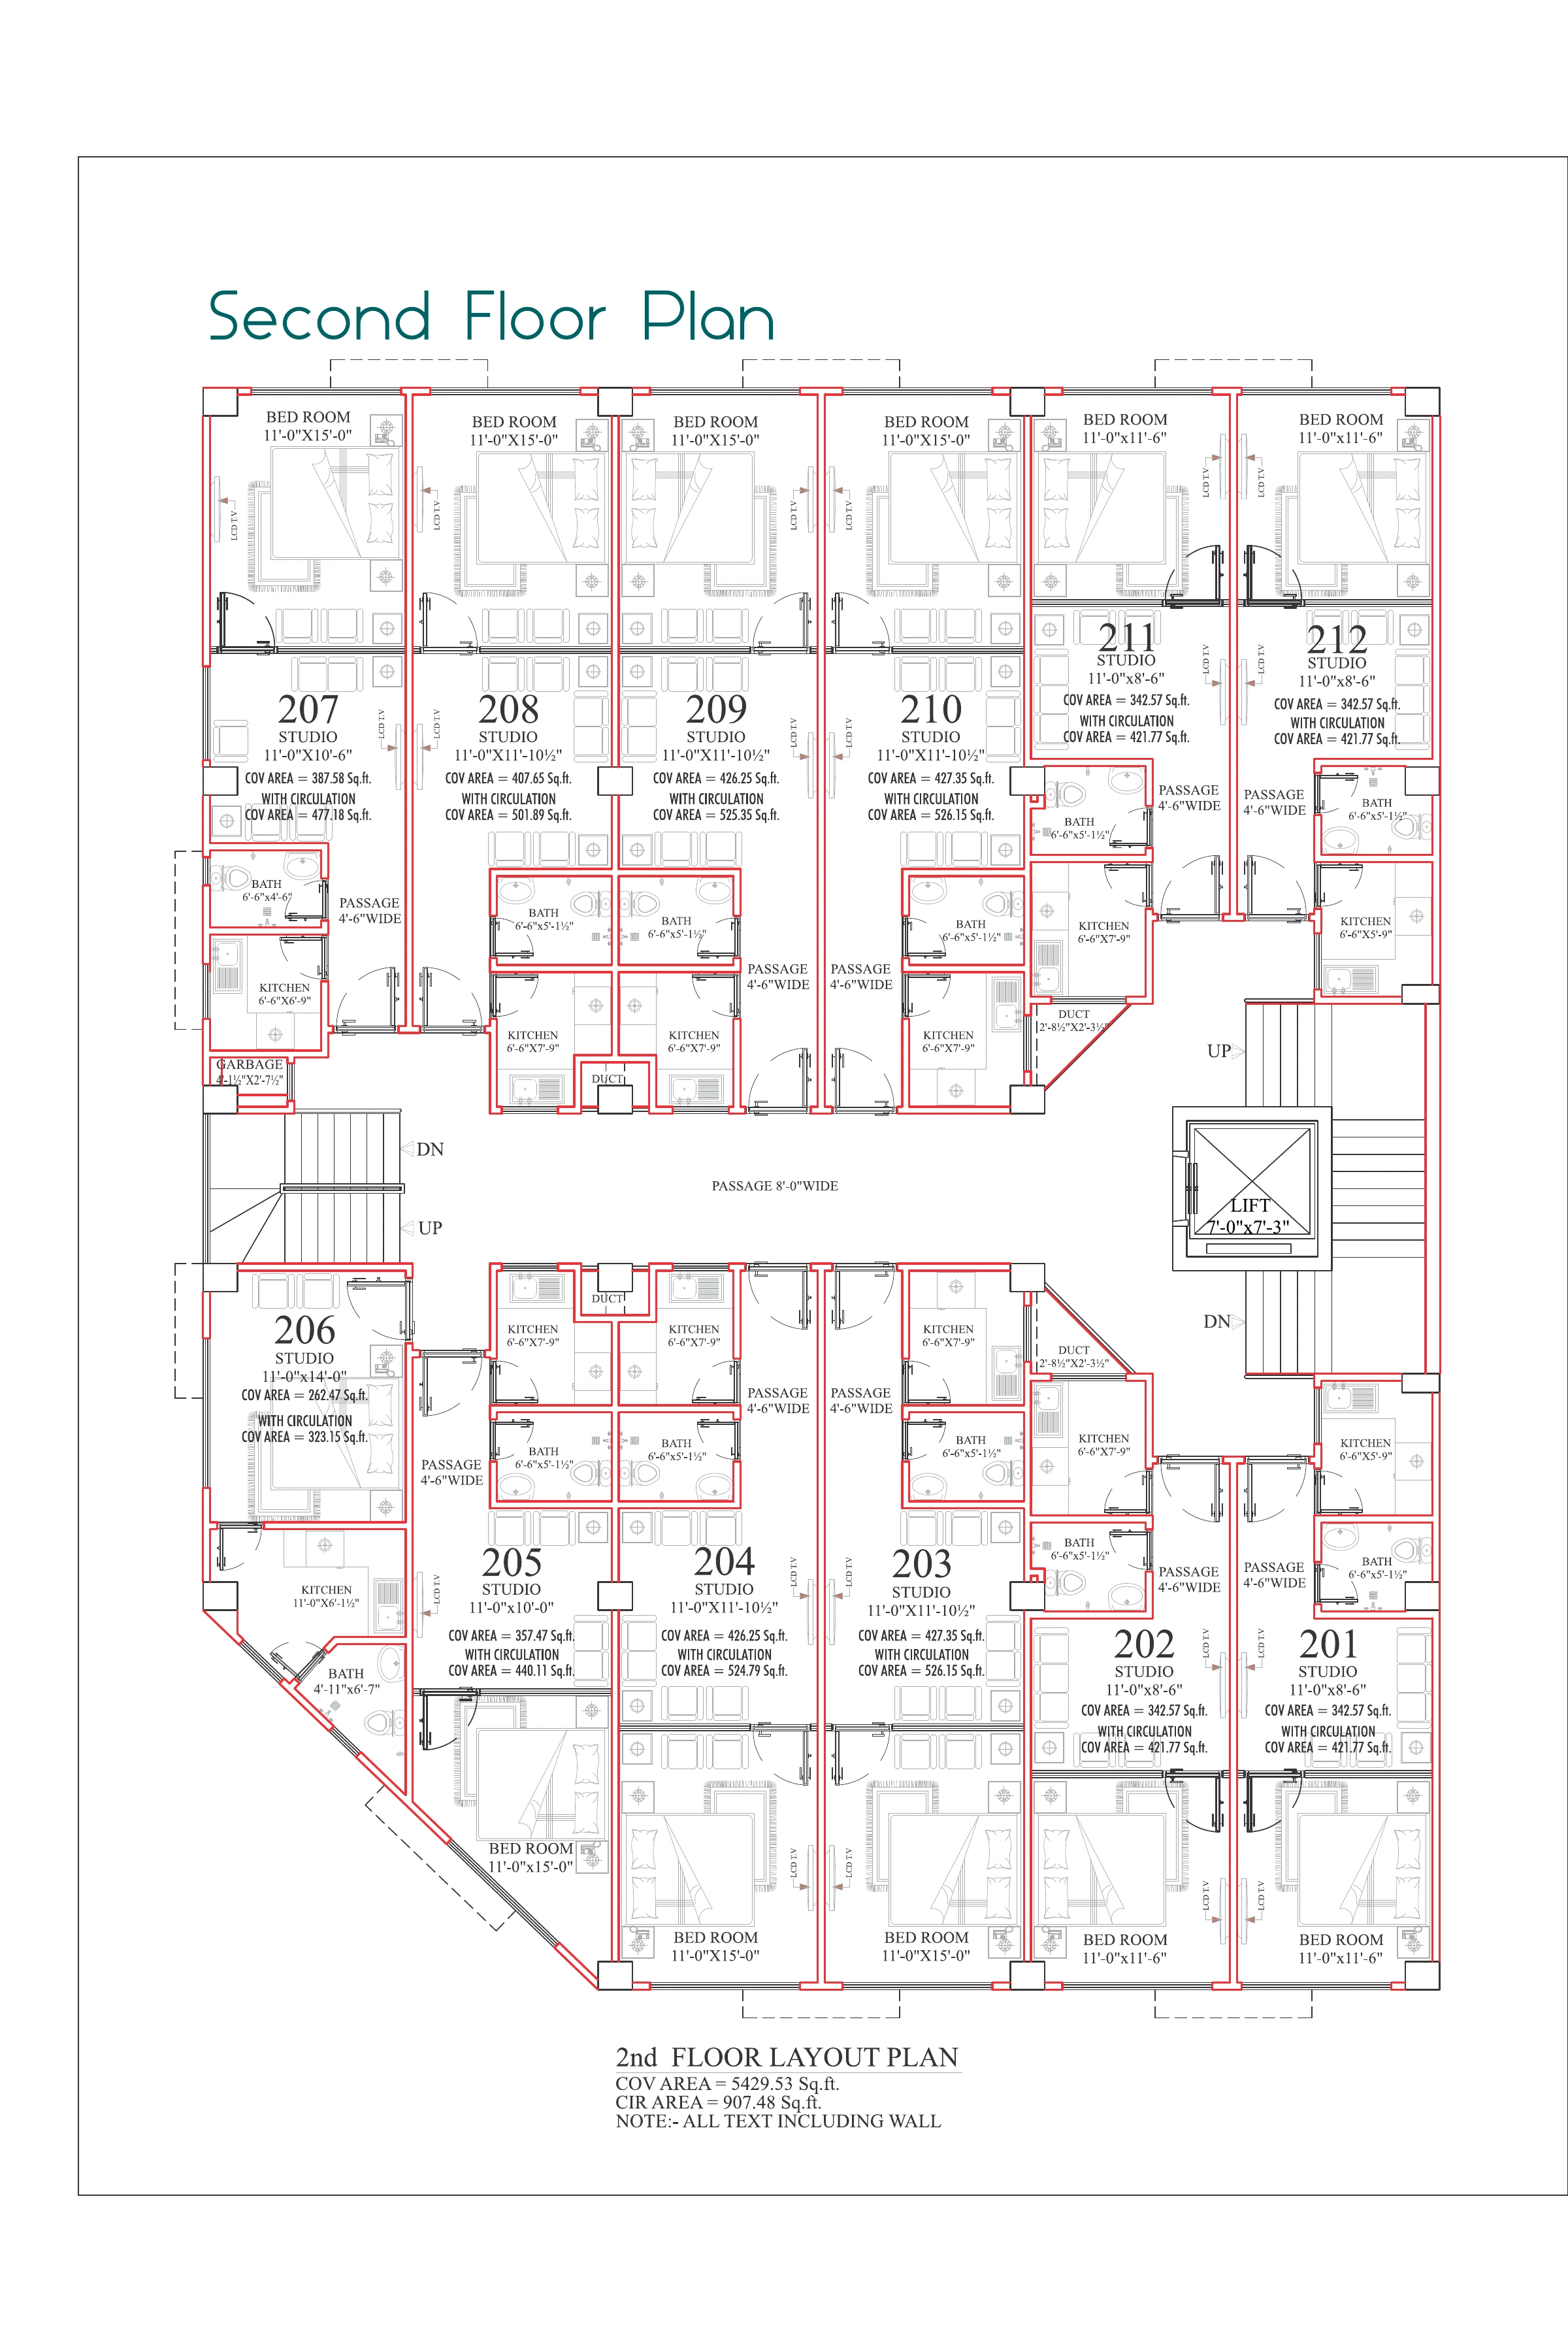 Second Floor Plan
BED ROOM
11'-0"X15'-0"
BED ROOM
11'-0"X15'-0"
BED ROOM
11'-0"X15'-0"
BED ROOM
11'-0"X15'-0"
BED ROOM
11'-0"x11'-6"
BED ROOM
11'-0"x11'-6"
LCD T.V
LCD T.V
LCD T.V
LCD T.V
LCD T.V
LCD T.V
207
STUDIO
11'-0"X10'-6"
COV AREA = 387.58 Sq.ft.
WITH CIRCULATION
COV AREA = 477.18 Sq.ft.
LCD T.V
LCD T.V
208
STUDIO
11'-0"X11'-10½"
COV AREA = 407.65 Sq.ft.
WITH CIRCULATION
COV AREA = 501.89 Sq.ft.
209
STUDIO
11'-0"X11'-10½"
COV AREA = 426.25 Sq.ft.
WITH CIRCULATION
COV AREA = 525.35 Sq.ft.
LCD T.V
LCD T.V
210
STUDIO
11'-0"X11'-10½"
COV AREA = 427.35 Sq.ft.
WITH CIRCULATION
COV AREA = 526.15 Sq.ft.
211
STUDIO
11'-0"x8'-6"
COV AREA = 342.57 Sq.ft.
WITH CIRCULATION
COV AREA = 421.77 Sq.ft.
LCD T.V
LCD T.V
212
STUDIO
11'-0"x8'-6"
COV AREA = 342.57 Sq.ft.
WITH CIRCULATION
COV AREA = 421.77 Sq.ft.
BATH
6'-6"x4'-6"
PASSAGE
4'-6"WIDE
BATH
6'-6"x5'-1½"
BATH
6'-6"x5'-1½"
BATH
6'-6"x5'-1½"
BATH
6'-6"x5'-1½"
PASSAGE
4'-6"WIDE
PASSAGE
4'-6"WIDE
BATH
6'-6"x5'-1½"
KITCHEN
6'-6"X6'-9"
KITCHEN
6'-6"X7'-9"
KITCHEN
6'-6"X7'-9"
PASSAGE
4'-6"WIDE
PASSAGE
4'-6"WIDE
KITCHEN
6'-6"X7'-9"
KITCHEN
6'-6"X7'-9"
KITCHEN
6'-6"X5'-9"
GARBAGE
4'-1½"X2'-7½"
DUCT
DUCT
2'-8½"X2'-3½"
UP
DN
UP
PASSAGE 8'-0"WIDE
LIFT
7'-0"x7'-3"
DN
206
STUDIO
11'-0"x14'-0"
COV AREA = 262.47 Sq.ft.
WITH CIRCULATION
COV AREA = 323.15 Sq.ft.
KITCHEN
6'-6"X7'-9"
DUCT
KITCHEN
6'-6"X7'-9"
PASSAGE
4'-6"WIDE
PASSAGE
4'-6"WIDE
KITCHEN
6'-6"X7'-9"
DUCT
2'-8½"X2'-3½"
KITCHEN
6'-6"X7'-9"
KITCHEN
6'-6"X5'-9"
PASSAGE
4'-6"WIDE
BATH
6'-6"x5'-1½"
BATH
6'-6"x5'-1½"
BATH
6'-6"x5'-1½"
BATH
6'-6"x5'-1½"
PASSAGE
4'-6"WIDE
PASSAGE
4'-6"WIDE
BATH
6'-6"x5'-1½"
KITCHEN
11'-0"X6'-1½"
BATH
4'-11"x6'-7"
LCD T.V
205
STUDIO
11'-0"x10'-0"
COV AREA = 357.47 Sq.ft.
WITH CIRCULATION
COV AREA = 440.11 Sq.ft.
204
STUDIO
11'-0"X11'-10½"
COV AREA = 426.25 Sq.ft.
WITH CIRCULATION
COV AREA = 524.79 Sq.ft.
LCD T.V
LCD T.V
203
STUDIO
11'-0"X11'-10½"
COV AREA = 427.35 Sq.ft.
WITH CIRCULATION
COV AREA = 526.15 Sq.ft.
202
STUDIO
11'-0"x8'-6"
COV AREA = 342.57 Sq.ft.
WITH CIRCULATION
COV AREA = 421.77 Sq.ft.
LCD T.V
LCD T.V
201
STUDIO
11'-0"x8'-6"
COV AREA = 342.57 Sq.ft.
WITH CIRCULATION
COV AREA = 421.77 Sq.ft.
BED ROOM
11'-0"x15'-0"
LCD T.V
LCD T.V
LCD T.V
LCD T.V
BED ROOM
11'-0"X15'-0"
BED ROOM
11'-0"X15'-0"
BED ROOM
11'-0"x11'-6"
BED ROOM
11'-0"x11'-6"
2nd FLOOR LAYOUT PLAN
COV AREA = 5429.53 Sq.ft.
CIR AREA = 907.48 Sq.ft.
NOTE:- ALL TEXT INCLUDING WALL